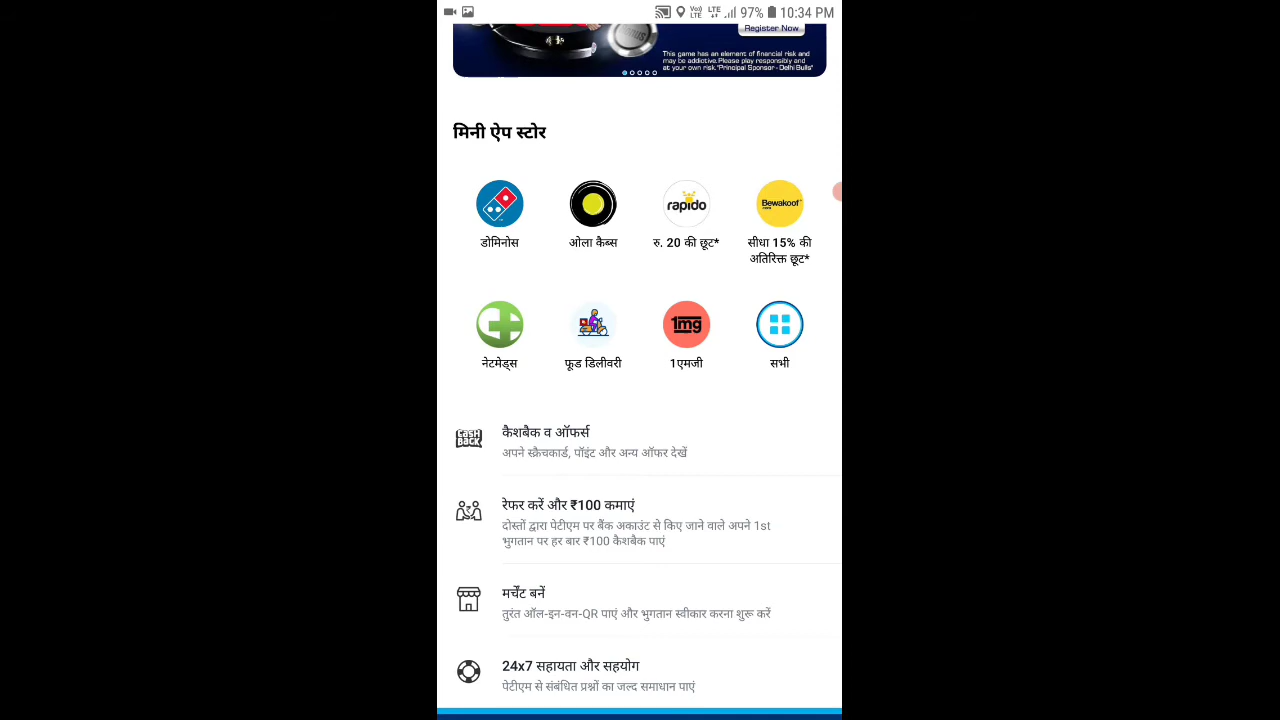 Vo)) LTE LTE 97% 10:34 PM
Register Now
This game has an element of financial risk and
may be addictive.Please play responsibly and
at your own risk."Principal Sponsor - Delhi Bulls"
मिनी ऐप स्टोर
rapido
Bewakoof
.com
डोमिनोस
ओला कैब्स
रु. 20 की छूट*
सीधा 15% की
अतिरिक्त छूट*
1mg
नेटमेड्स
फूड डिलीवरी
1एमजी
सभी
CASH
BACK
कैशबैक व ऑफर्स
अपने स्क्रैचकार्ड, पॉइंट और अन्य ऑफर देखें
रेफर करें और ₹100 कमाएं
दोस्तों द्वारा पेटीएम पर बैंक अकाउंट से किए जाने वाले अपने 1st
भुगतान पर हर बार ₹100 कैशबैक पाएं
मर्चेंट बनें
तुरंत ऑल-इन-वन-QR पाएं और भुगतान स्वीकार करना शुरू करें
24x7 सहायता और सहयोग
पेटीएम से संबंधित प्रश्नों का जल्द समाधान पाएं